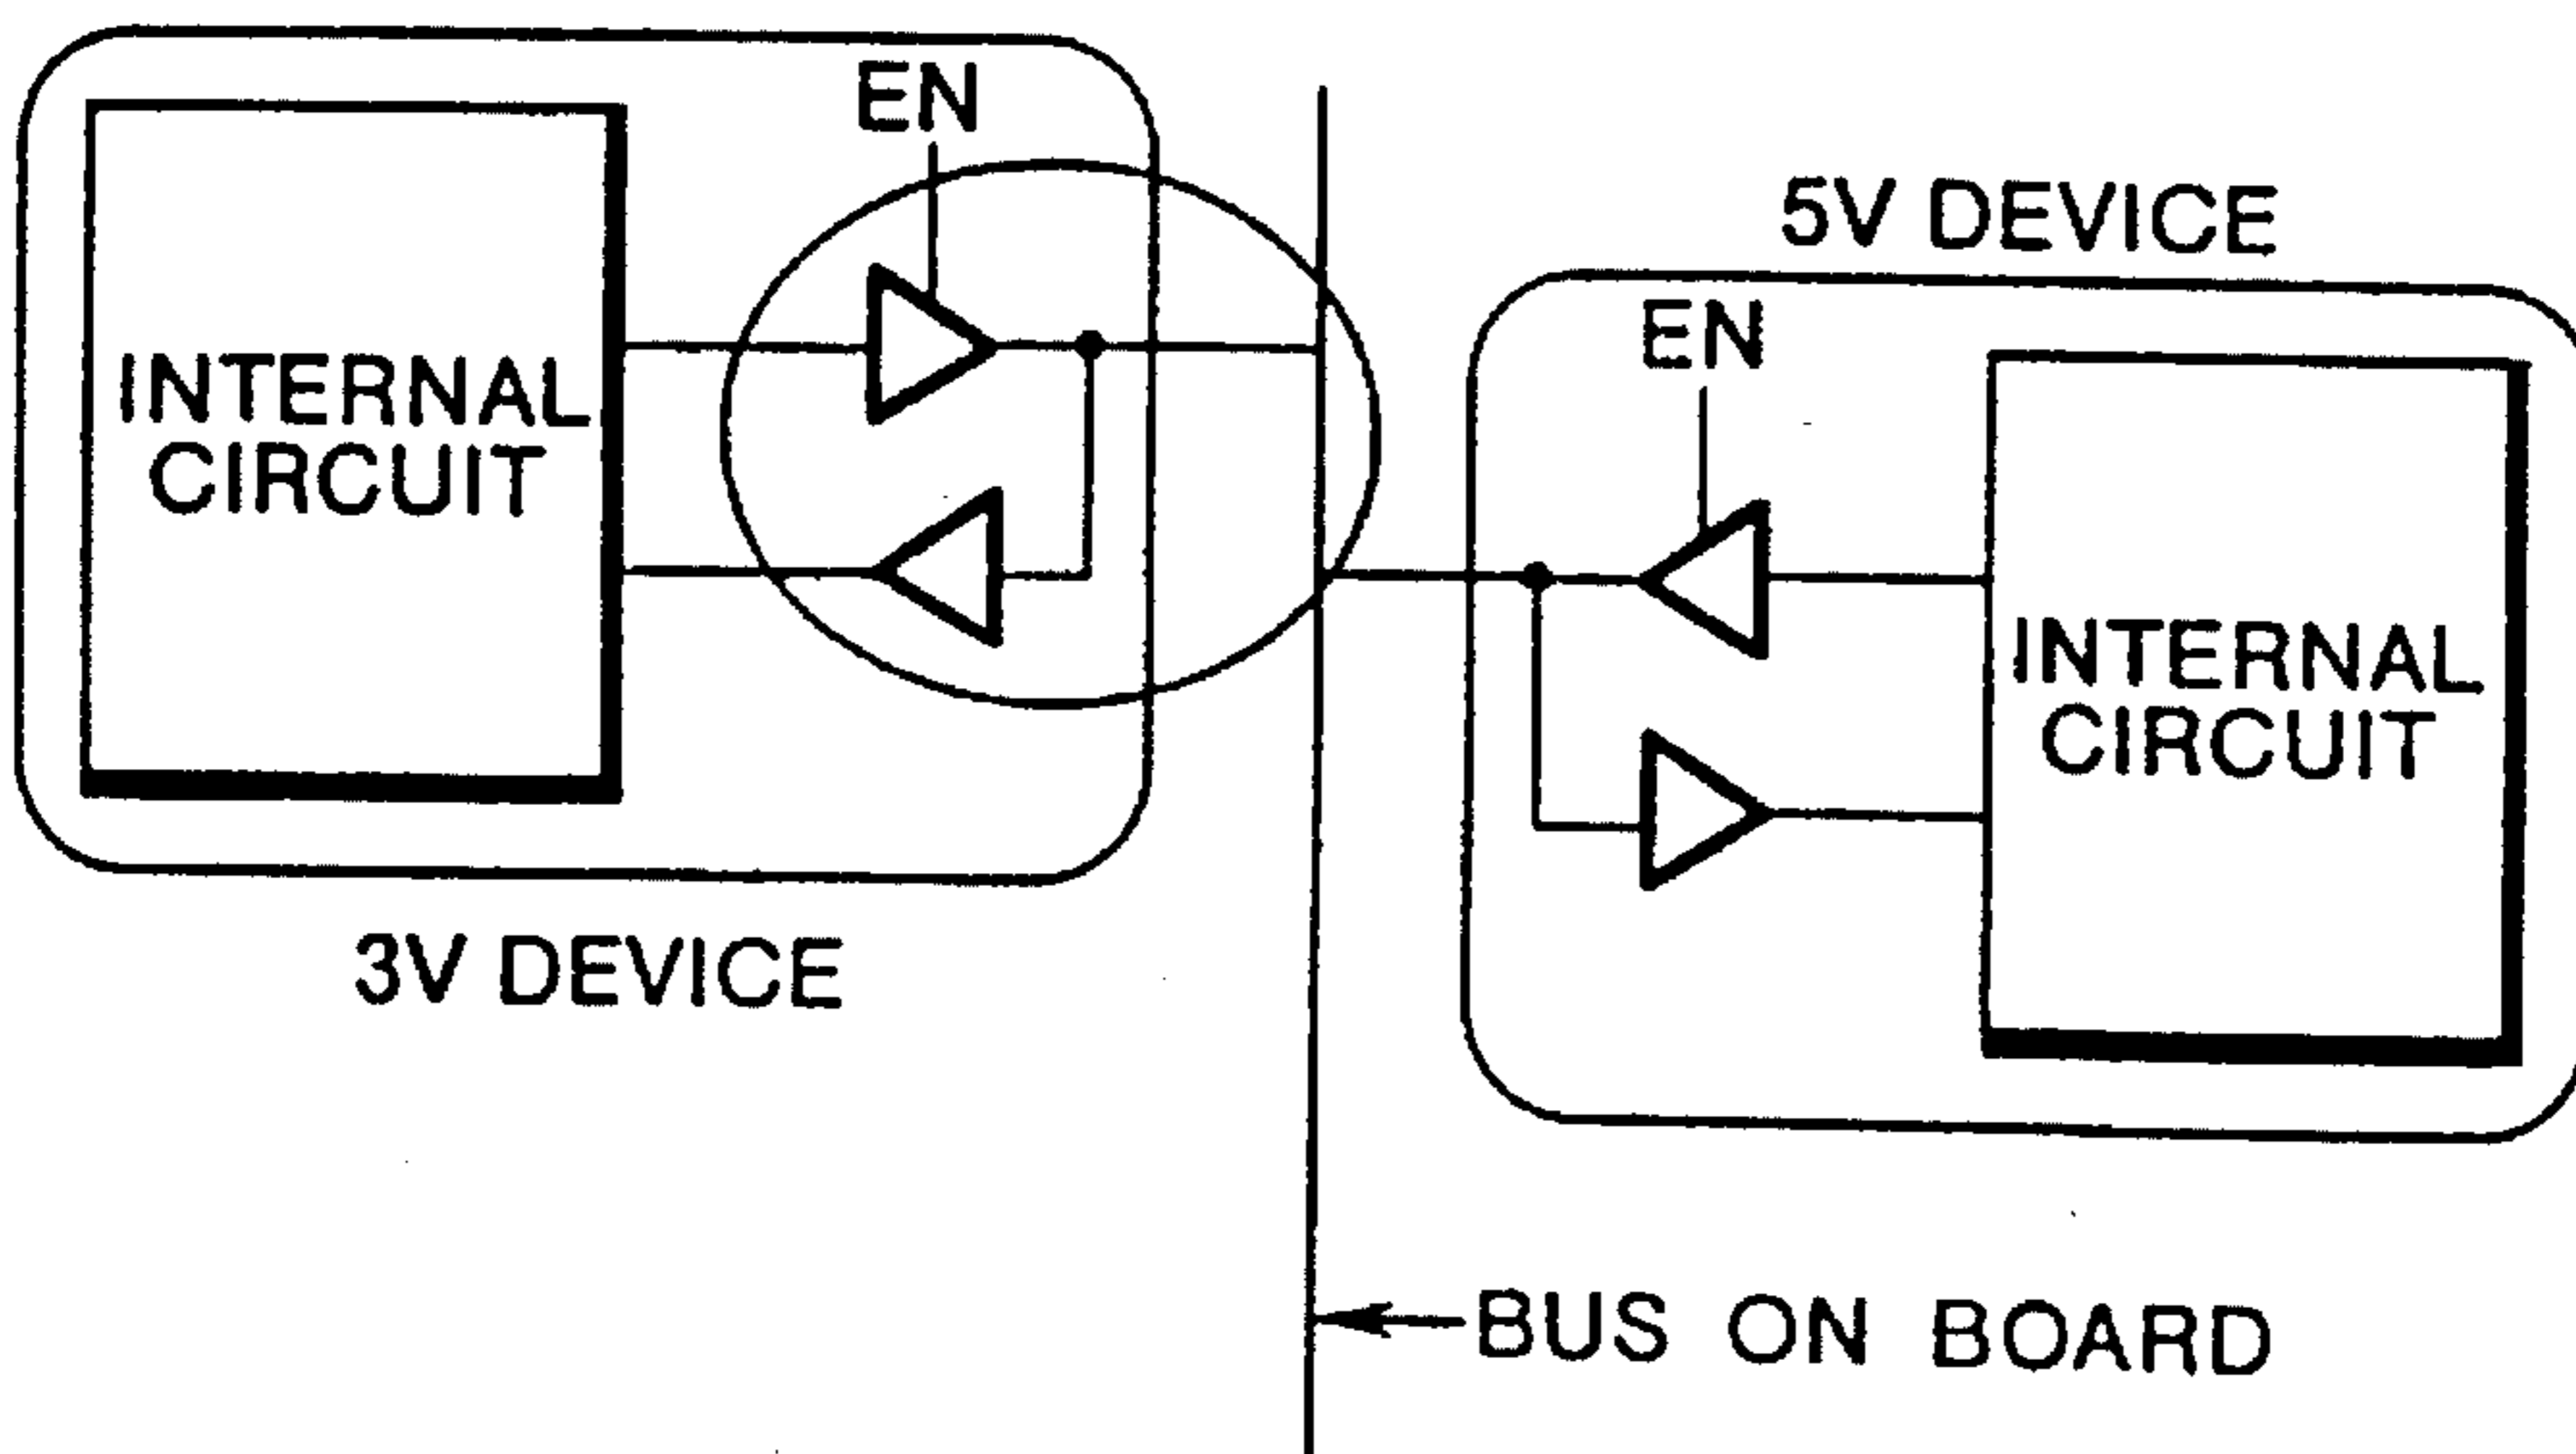 EN
INTERNAL
CIRCUIT
3V DEVICE
5V DEVICE
EN
INTERNAL
CIRCUIT
BUS ON BOARD